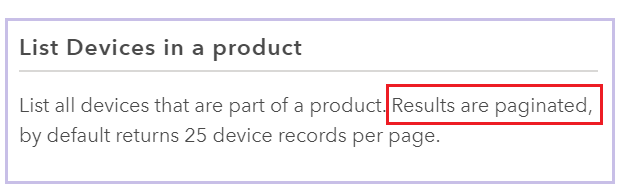 List Devices in a product
List all devices that are part of a product. Results are paginated,
by default returns 25 device records per page.